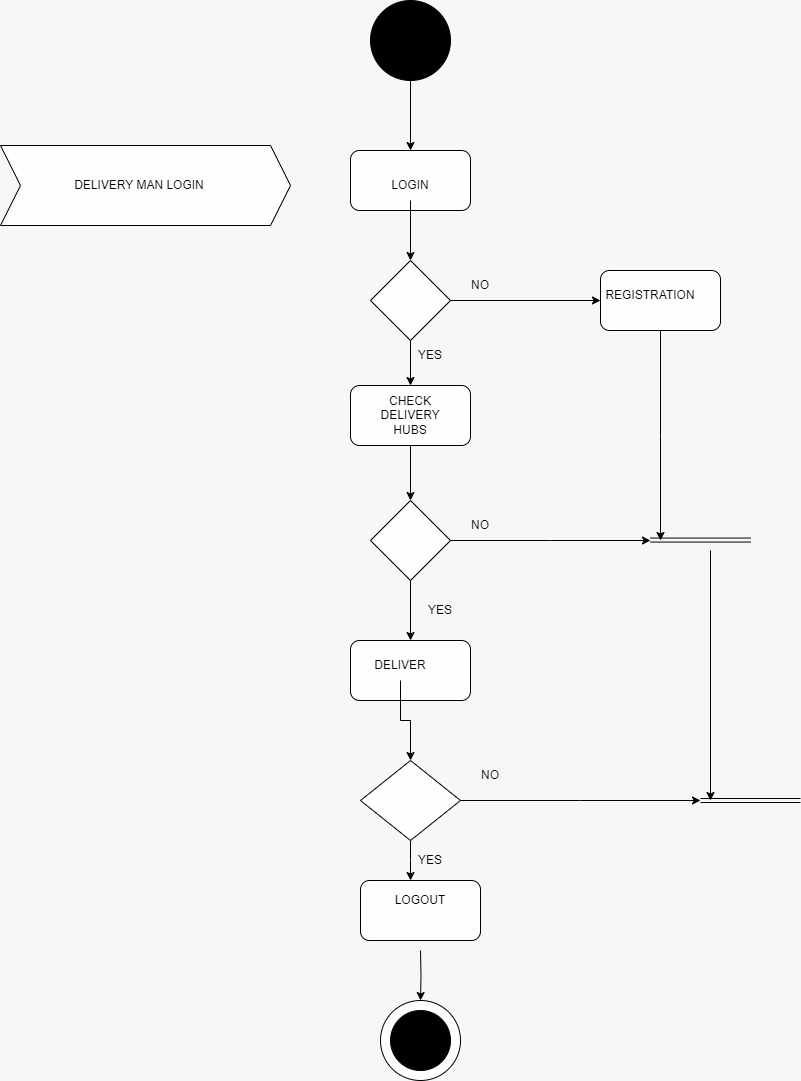 DELIVERY MAN LOGIN
LOGIN
NO
REGISTRATION
YES
CHECK
DELIVERY
HUBS
NO
YES
DELIVER
NO
YES
LOGOUT